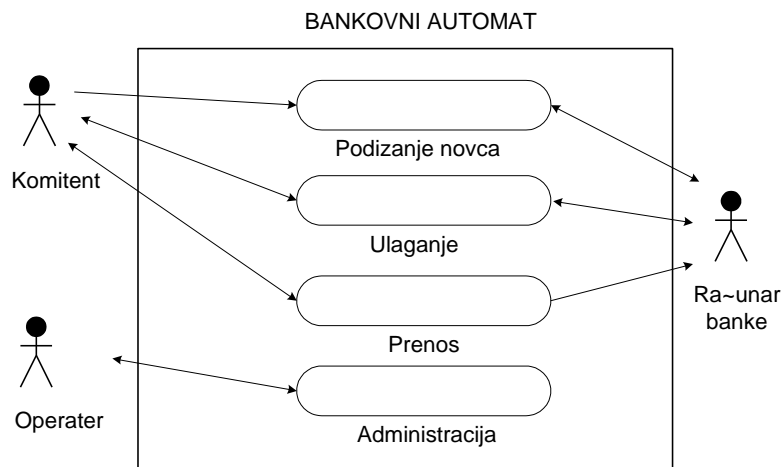 BANKOVNI AUTOMAT
Komitent
Podizanje novca
Ulaganje
Ra~unar
banke
Prenos
Operater
Administracija